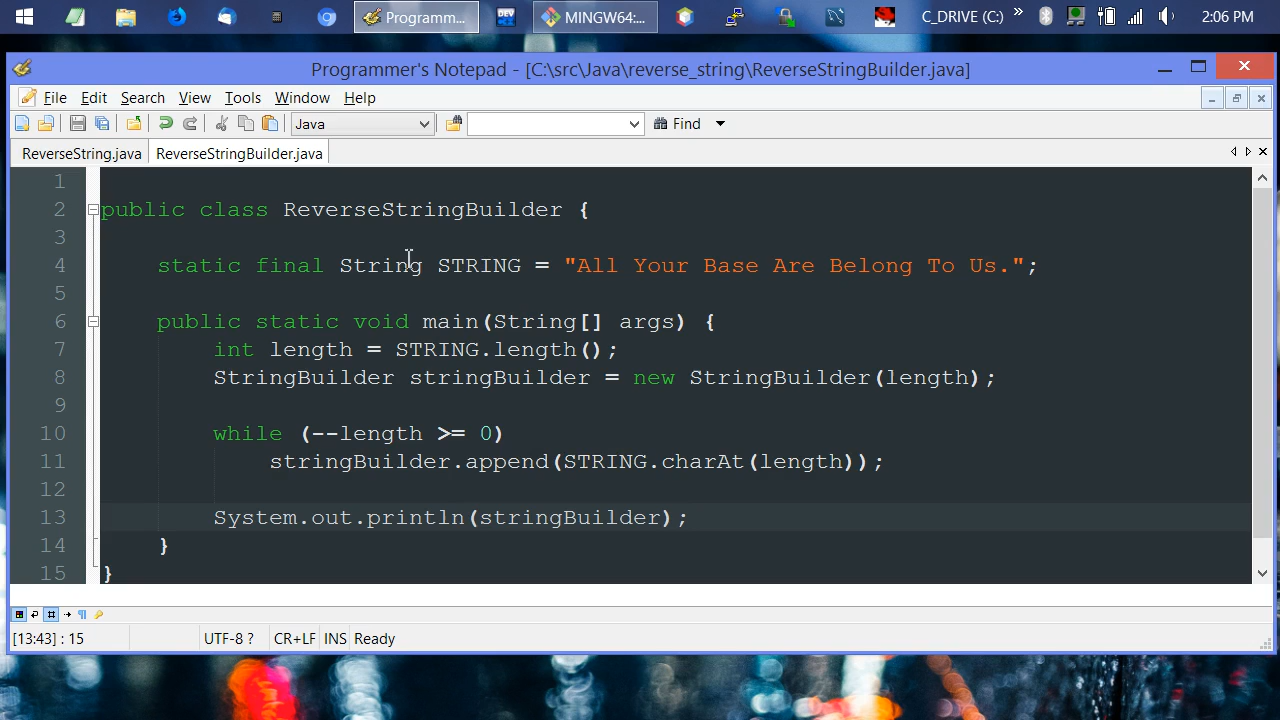 Programm... MINGW64:... C_DRIVE (C:) » 2:06 PM
Programmer's Notepad - [C:\src\Java\reverse_string\ReverseStringBuilder.java]
File Edit Search View Tools Window Help
Java Find
ReverseString.java ReverseStringBuilder.java
1
2 public class ReverseStringBuilder {
3
4 static final String STRING = "All Your Base Are Belong To Us.";
5
6 public static void main(String[] args) {
7 int length = STRING.length();
8 StringBuilder stringBuilder = new StringBuilder(length);
9
10 while (--length >= 0)
11 stringBuilder.append(STRING.charAt(length));
12
13 System.out.println(stringBuilder);
14 }
15 }
[13:43] : 15 UTF-8 ? CR+LF INS Ready